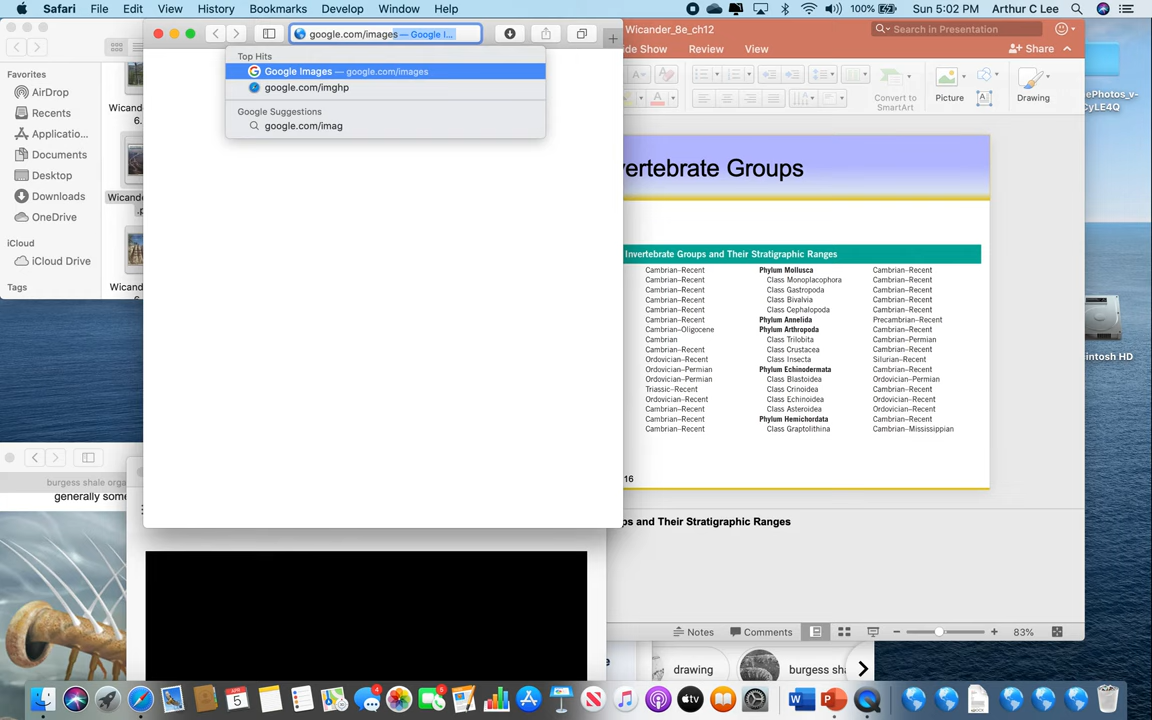 Safari File Edit View History Bookmarks Develop Window Help 100% Sun 5:02 PM Arthur C Lee
google.com/images — Google I...
Top Hits
Google Images — google.com/images
google.com/imghp
Google Suggestions
google.com/imag
Favorites
AirDrop
Recents
Applicatio...
Documents
Desktop
Downloads
OneDrive
iCloud
iCloud Drive
Tags
Wicand
6.
Wicand
.p
Wicand
6.
Wicander_8e_ch12
Search in Presentation
de Show Review View
Share
Convert to
SmartArt
Picture
Drawing
ePhotos_v-
CyLE4Q
intosh HD
vertebrate Groups
Invertebrate Groups and Their Stratigraphic Ranges
Cambrian–Recent Phylum Mollusca Cambrian–Recent
Cambrian–Recent Class Monoplacophora Cambrian–Recent
Cambrian–Recent Class Gastropoda Cambrian–Recent
Cambrian–Recent Class Bivalvia Cambrian–Recent
Cambrian–Recent Class Cephalopoda Cambrian–Recent
Cambrian–Recent Phylum Annelida Precambrian–Recent
Cambrian–Oligocene Phylum Arthropoda Cambrian–Recent
Cambrian Class Trilobita Cambrian–Permian
Cambrian–Recent Class Crustacea Cambrian–Recent
Ordovician–Recent Class Insecta Silurian–Recent
Ordovician–Permian Phylum Echinodermata Cambrian–Recent
Ordovician–Permian Class Blastoidea Ordovician–Permian
Triassic–Recent Class Crinoidea Cambrian–Recent
Ordovician–Recent Class Echinoidea Ordovician–Recent
Cambrian–Recent Class Asteroidea Ordovician–Recent
Cambrian–Recent Phylum Hemichordata Cambrian–Recent
Cambrian–Recent Class Graptolithina Cambrian–Mississippian
16
ps and Their Stratigraphic Ranges
burgess shale orga
generally some
Notes Comments 83%
drawing
burgess sha
APR
5
4
5